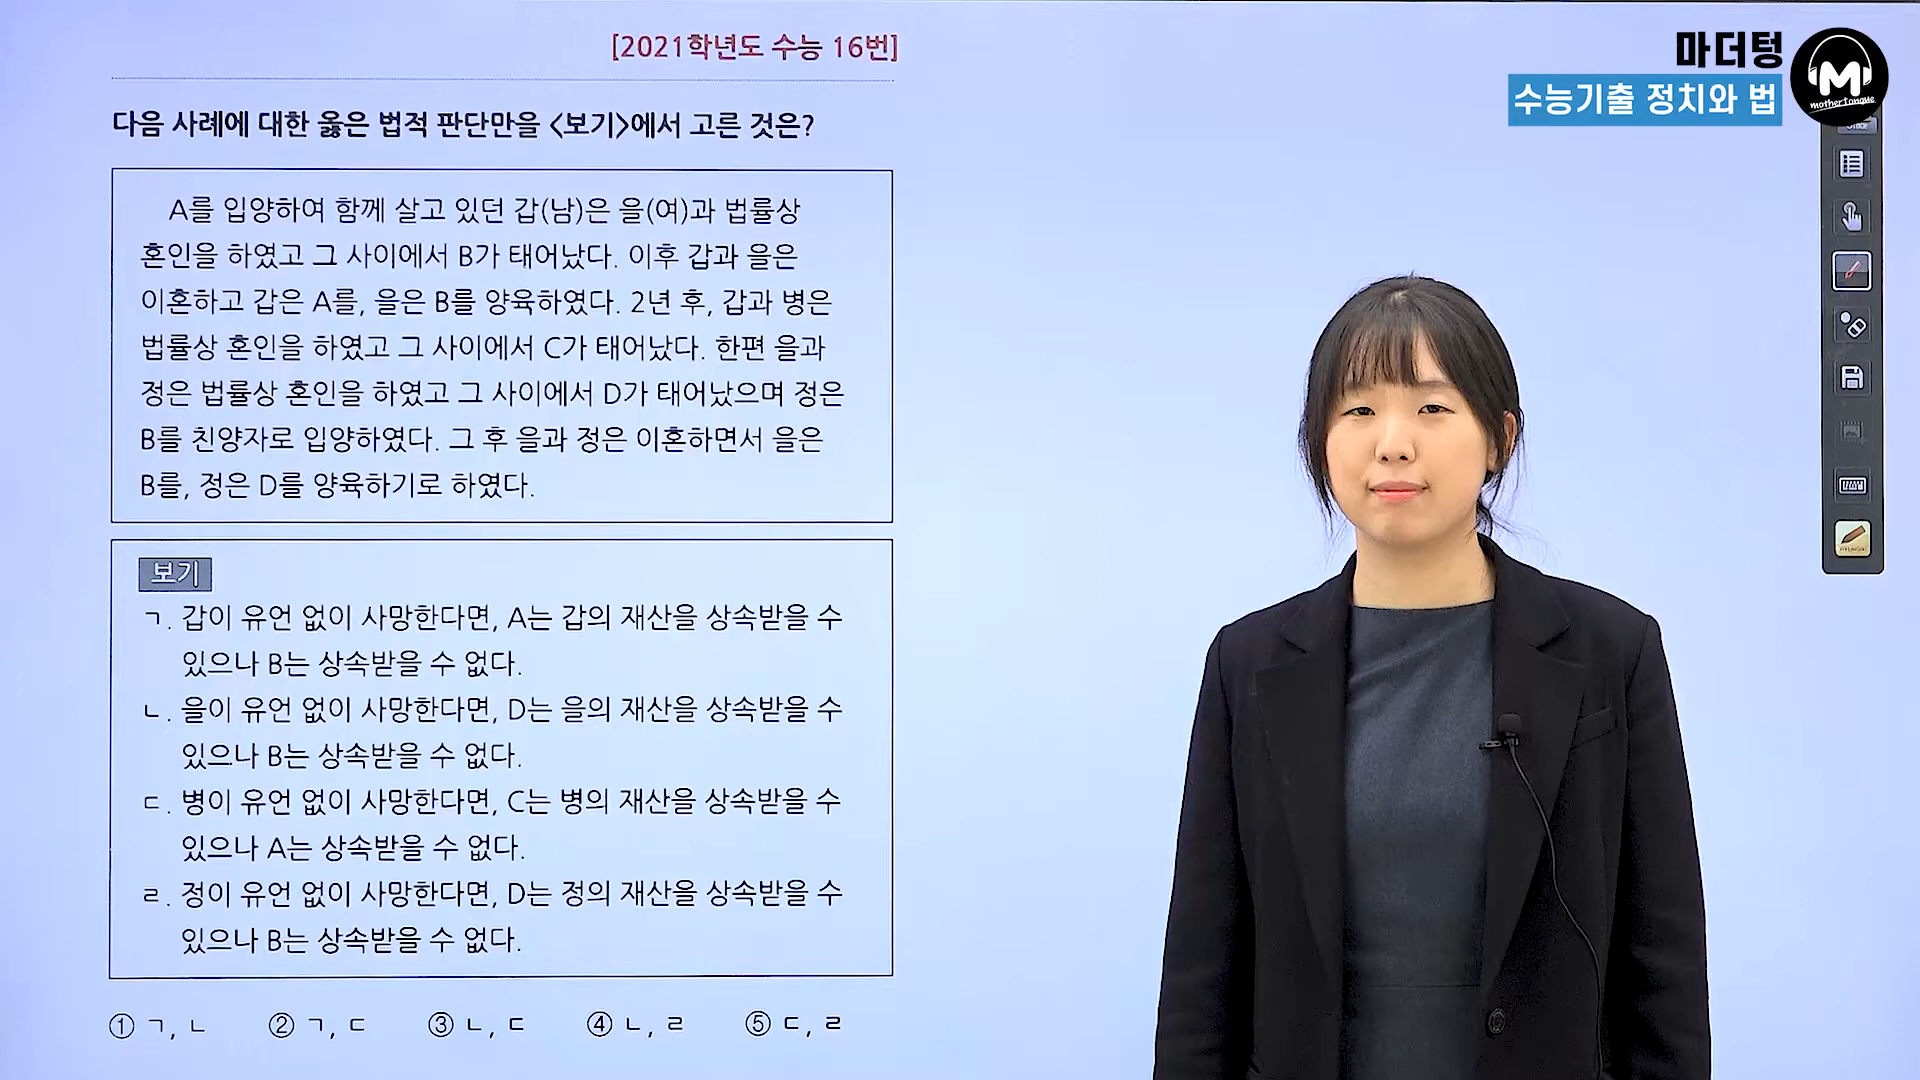 [2021학년도 수능 16번]
마더텅
수능기출 정치와 법
mothertongue
다음 사례에 대한 옳은 법적 판단만을 <보기>에서 고른 것은?
A를 입양하여 함께 살고 있던 갑(남)은 을(여)과 법률상
혼인을 하였고 그 사이에서 B가 태어났다. 이후 갑과 을은
이혼하고 갑은 A를, 을은 B를 양육하였다. 2년 후, 갑과 병은
법률상 혼인을 하였고 그 사이에서 C가 태어났다. 한편 을과
정은 법률상 혼인을 하였고 그 사이에서 D가 태어났으며 정은
B를 친양자로 입양하였다. 그 후 을과 정은 이혼하면서 을은
B를, 정은 D를 양육하기로 하였다.
보기
ㄱ. 갑이 유언 없이 사망한다면, A는 갑의 재산을 상속받을 수
있으나 B는 상속받을 수 없다.
ㄴ. 을이 유언 없이 사망한다면, D는 을의 재산을 상속받을 수
있으나 B는 상속받을 수 없다.
ㄷ. 병이 유언 없이 사망한다면, C는 병의 재산을 상속받을 수
있으나 A는 상속받을 수 없다.
ㄹ. 정이 유언 없이 사망한다면, D는 정의 재산을 상속받을 수
있으나 B는 상속받을 수 없다.
① ㄱ, ㄴ ② ㄱ, ㄷ ③ ㄴ, ㄷ ④ ㄴ, ㄹ ⑤ ㄷ, ㄹ